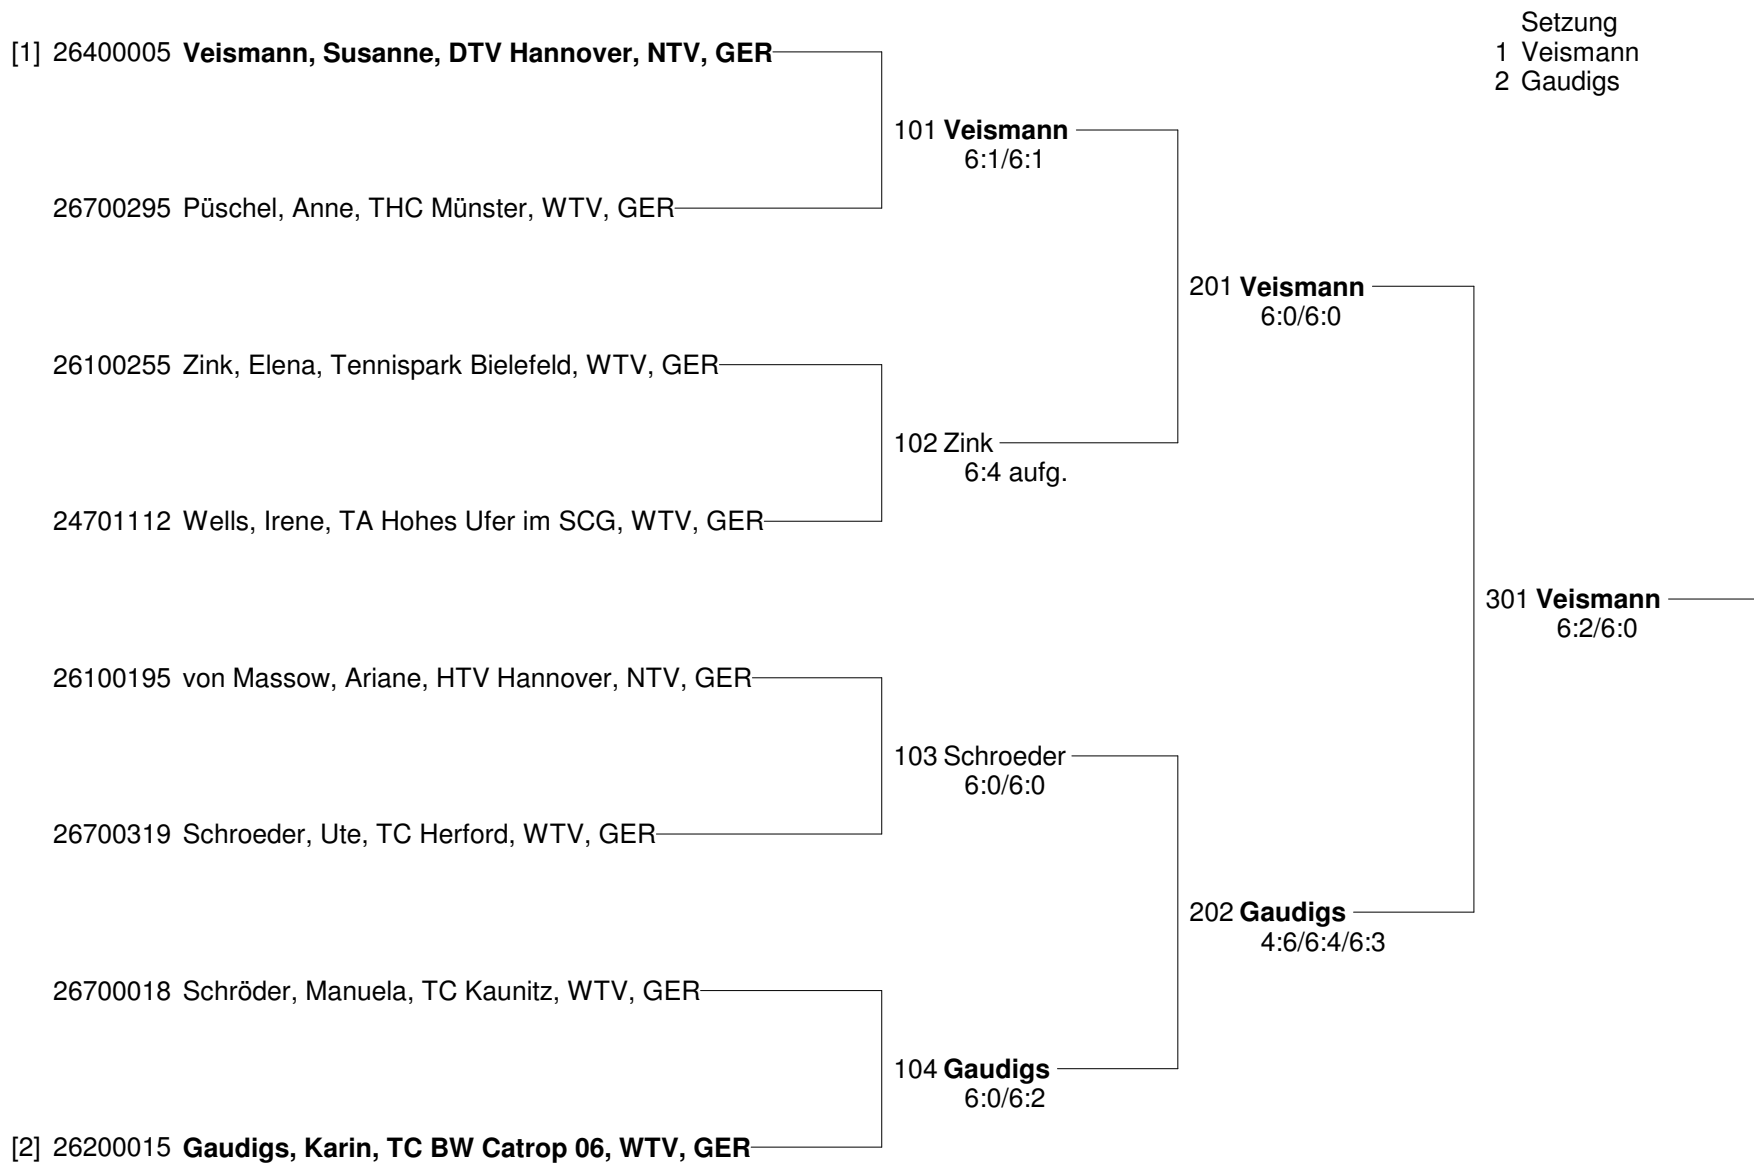 Setzung
1 Veismann
2 Gaudigs
[1] 26400005 Veismann, Susanne, DTV Hannover, NTV, GER
101 Veismann
6:1/6:1
26700295 Püschel, Anne, THC Münster, WTV, GER
201 Veismann
6:0/6:0
26100255 Zink, Elena, Tennispark Bielefeld, WTV, GER
102 Zink
6:4 aufg.
24701112 Wells, Irene, TA Hohes Ufer im SCG, WTV, GER
301 Veismann
6:2/6:0
26100195 von Massow, Ariane, HTV Hannover, NTV, GER
103 Schroeder
6:0/6:0
26700319 Schroeder, Ute, TC Herford, WTV, GER
202 Gaudigs
4:6/6:4/6:3
26700018 Schröder, Manuela, TC Kaunitz, WTV, GER
104 Gaudigs
6:0/6:2
[2] 26200015 Gaudigs, Karin, TC BW Catrop 06, WTV, GER